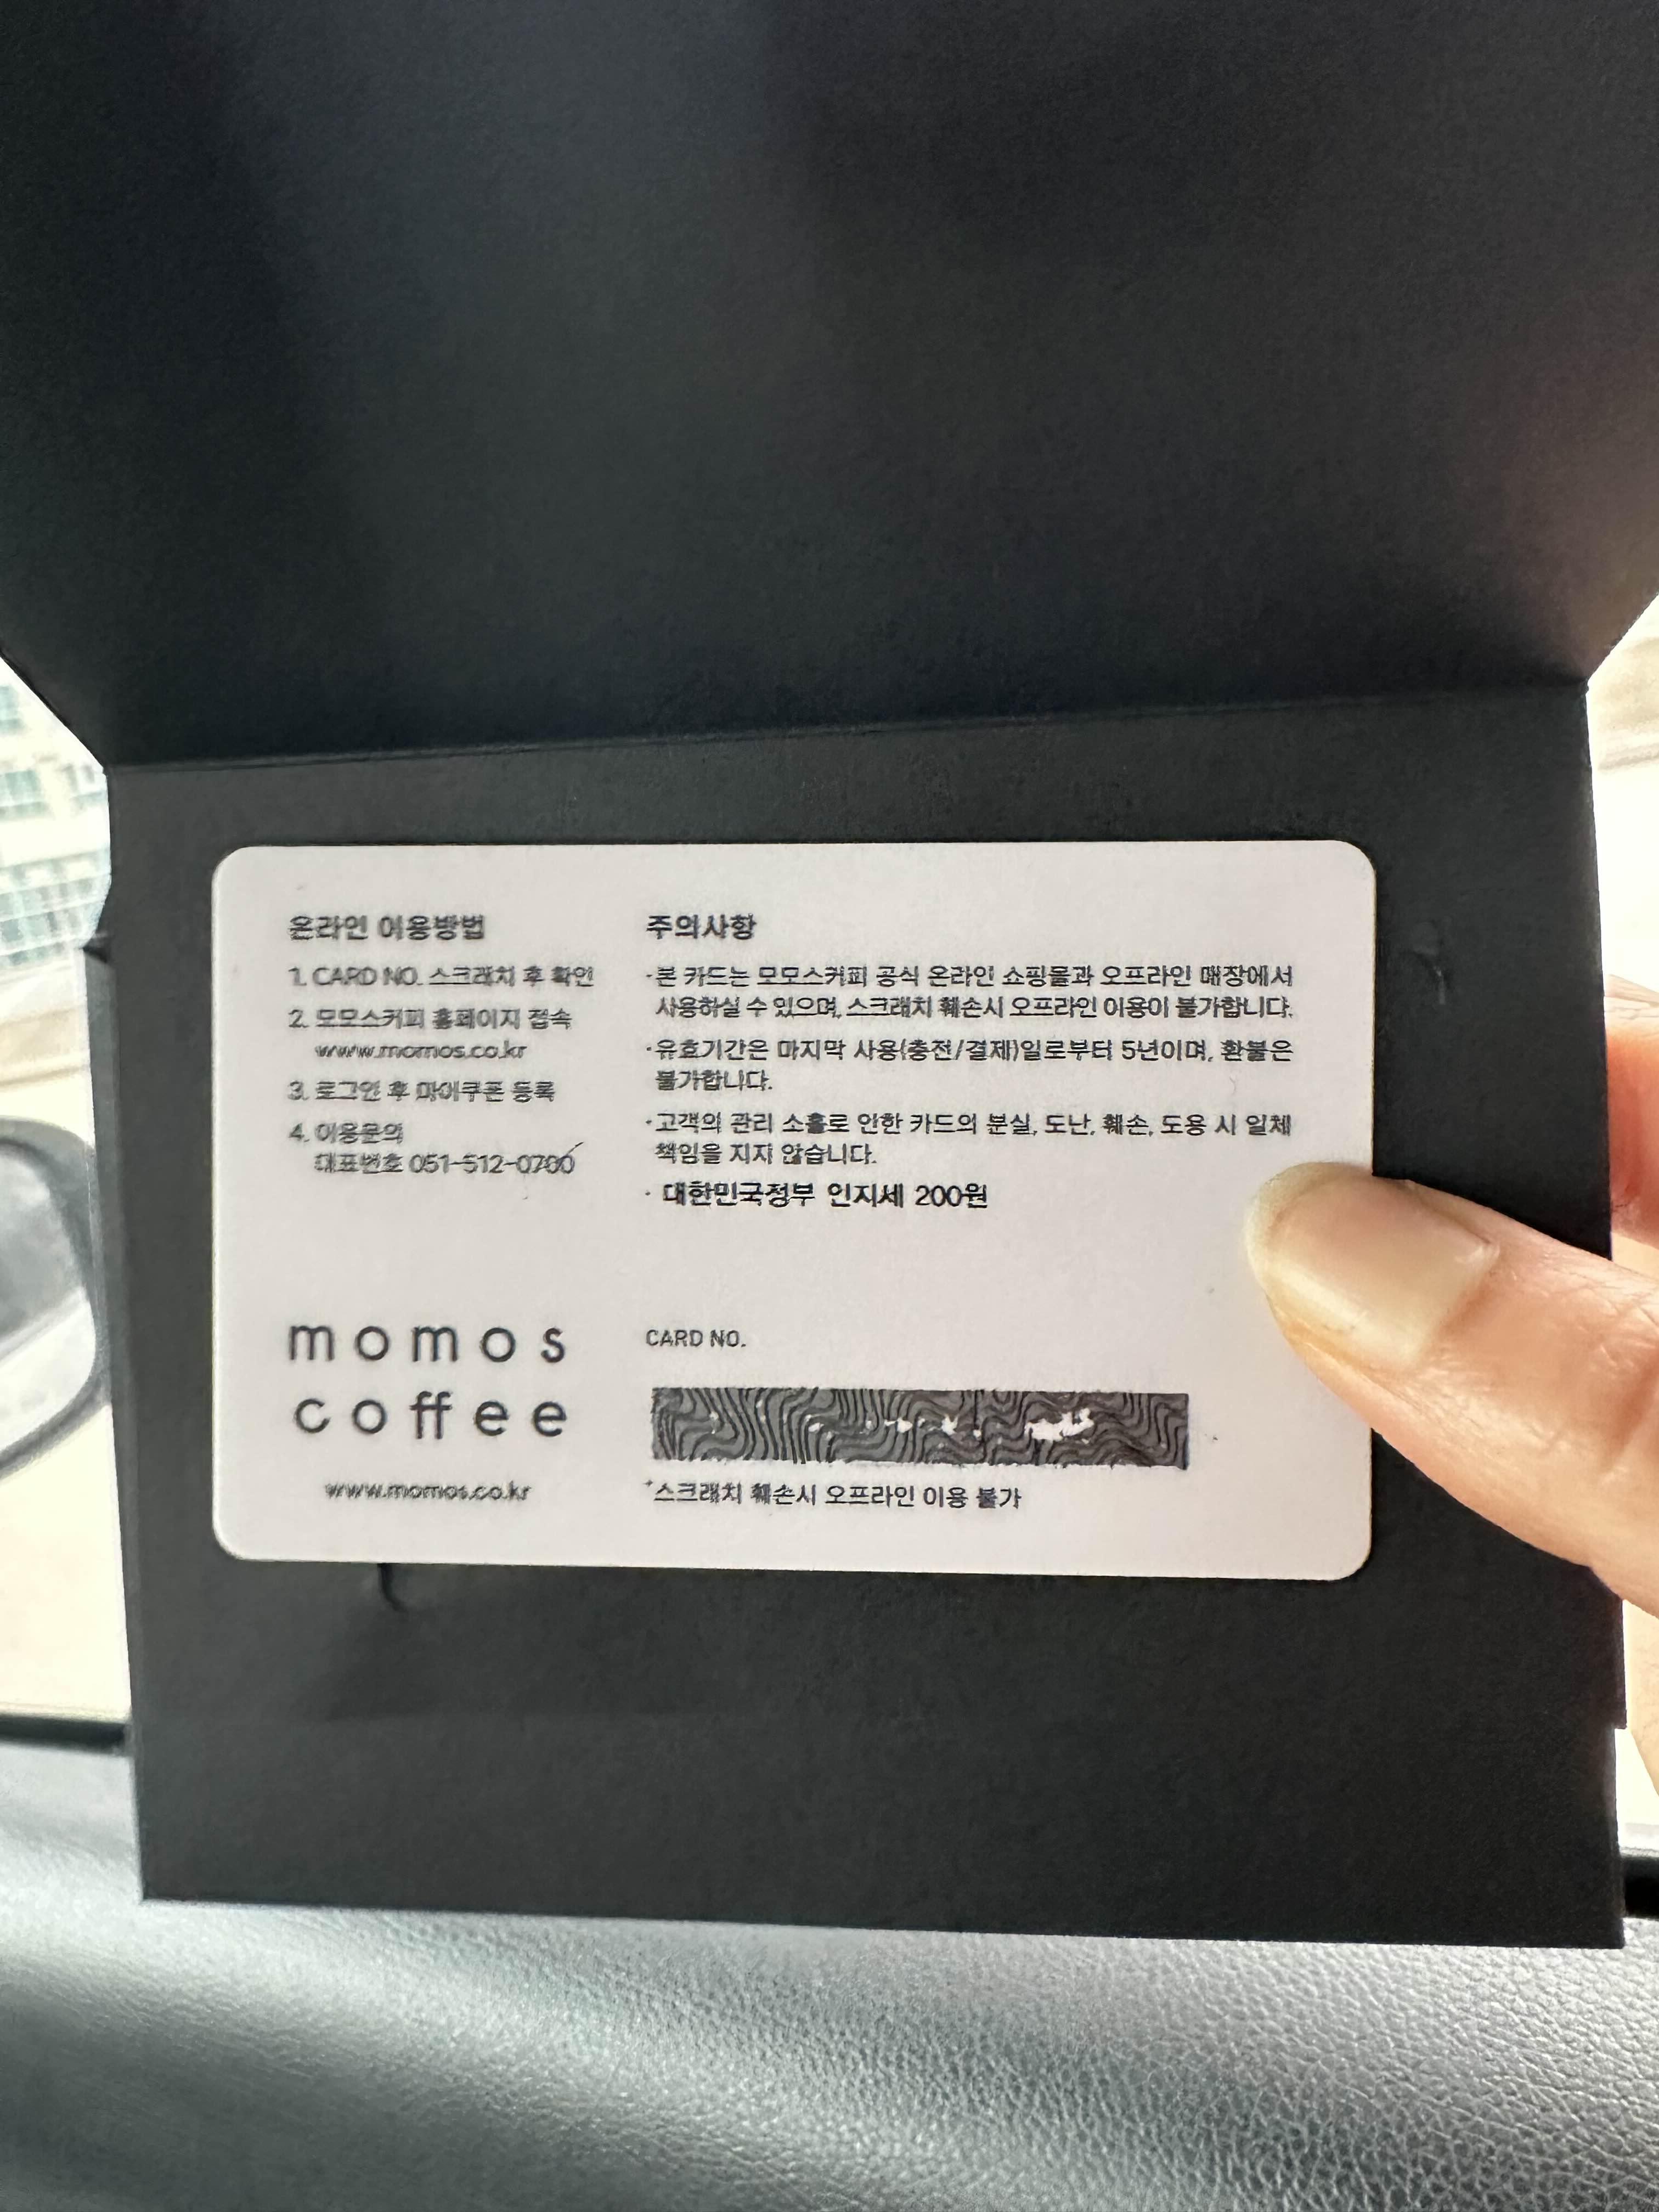 온라인 이용방법
1. CARD NO. 스크래치 후 확인
2. 모모스커피 홈페이지 접속
www.momos.co.kr
3. 로그인 후 마이쿠폰 등록
4. 이용문의
대표번호 051-512-0700
주의사항
·본 카드는 모모스커피 공식 온라인 쇼핑몰과 오프라인 매장에서
사용하실 수 있으며, 스크래치 훼손시 오프라인 이용이 불가합니다.
·유효기간은 마지막 사용(충전/결제)일로부터 5년이며, 환불은
불가합니다.
·고객의 관리 소홀로 인한 카드의 분실, 도난, 훼손, 도용 시 일체
책임을 지지 않습니다.
· 대한민국정부 인지세 200원
momos
coffee
www.momos.co.kr
CARD NO.
*스크래치 훼손시 오프라인 이용 불가